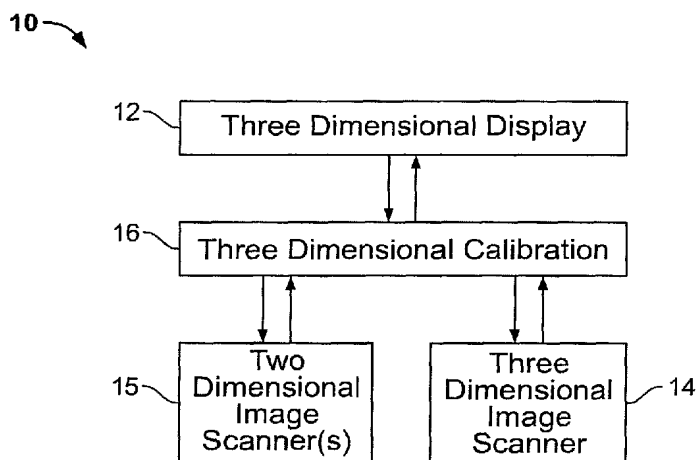 10
12
Three Dimensional Display
16
Three Dimensional Calibration
15
Two
Dimensional
Image
Scanner(s)
Three
Dimensional
Image
Scanner
14